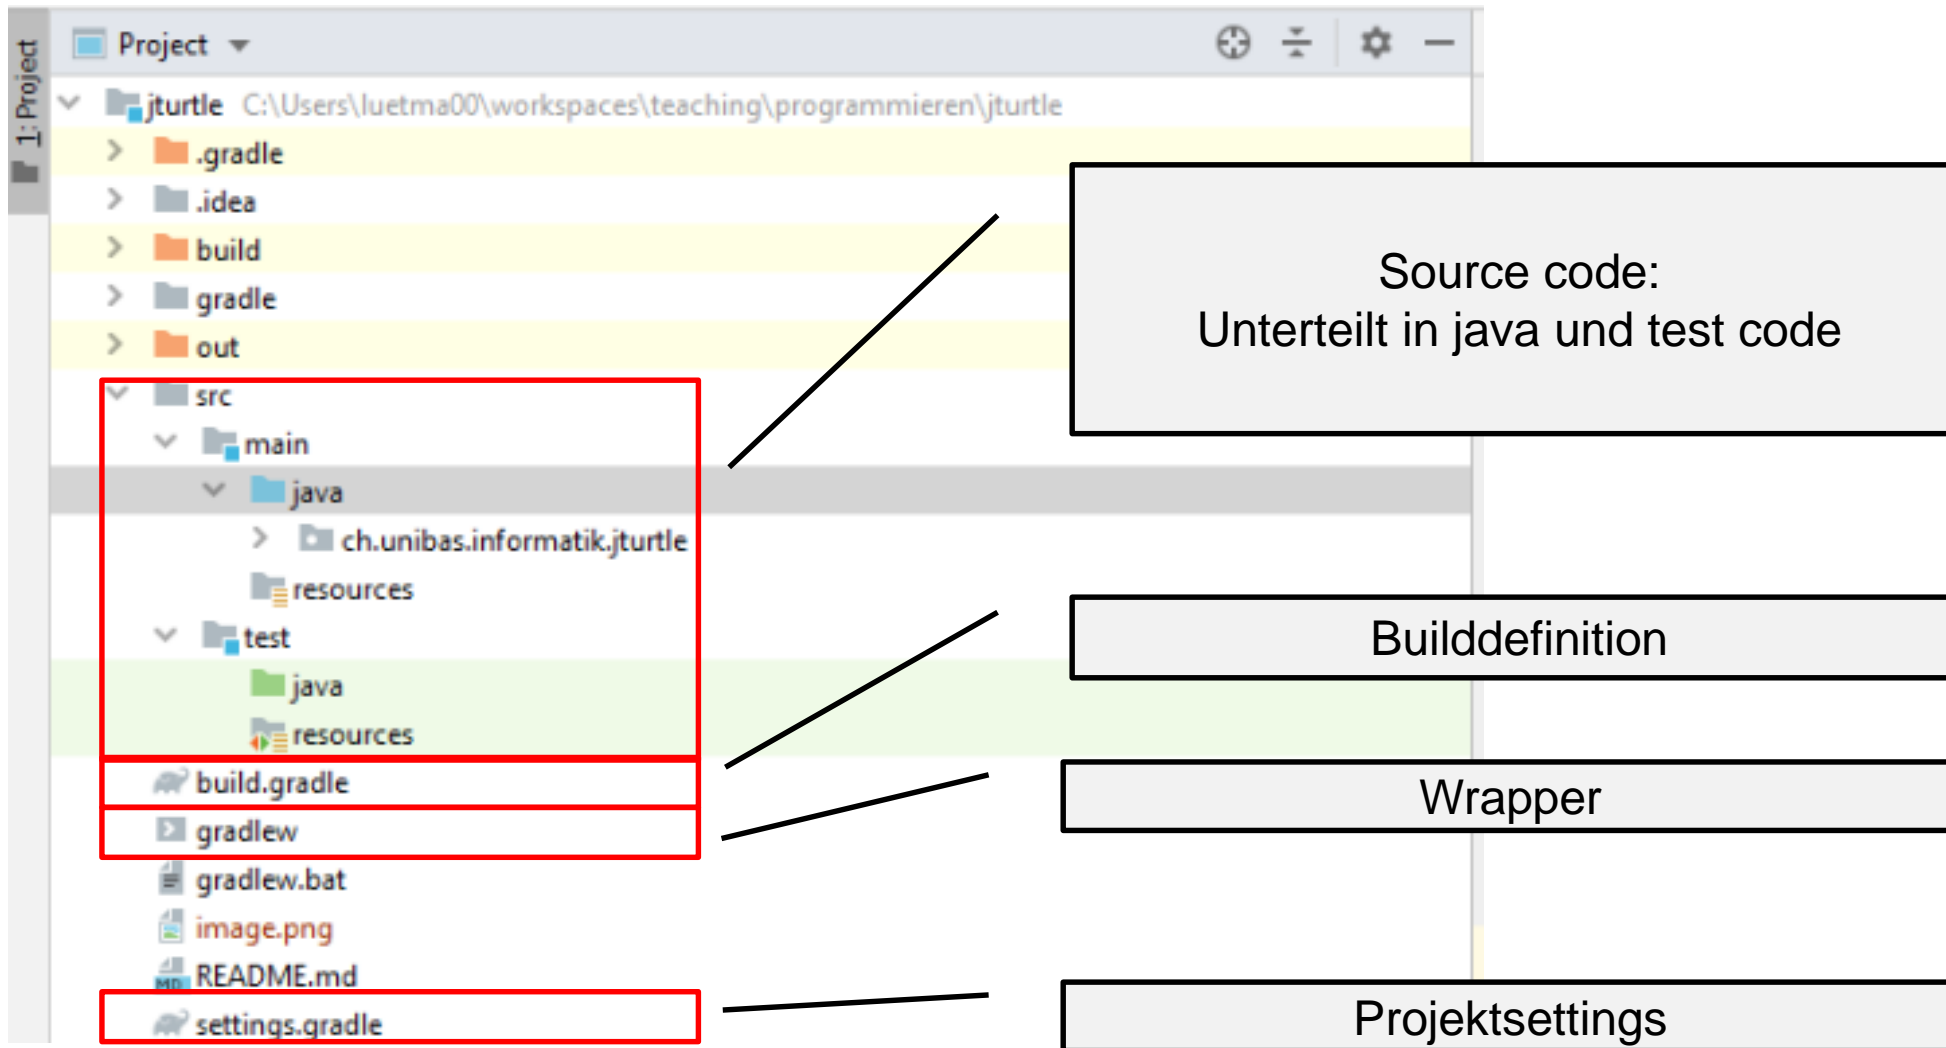 1: Project
Project
jturtle C:\Users\luetma00\workspaces\teaching\programmieren\jturtle
.gradle
.idea
build
gradle
out
src
main
java
ch.unibas.informatik.jturtle
resources
test
java
resources
build.gradle
gradlew
gradlew.bat
image.png
MD README.md
settings.gradle
Source code:
Unterteilt in java und test code
Builddefinition
Wrapper
Projektsettings